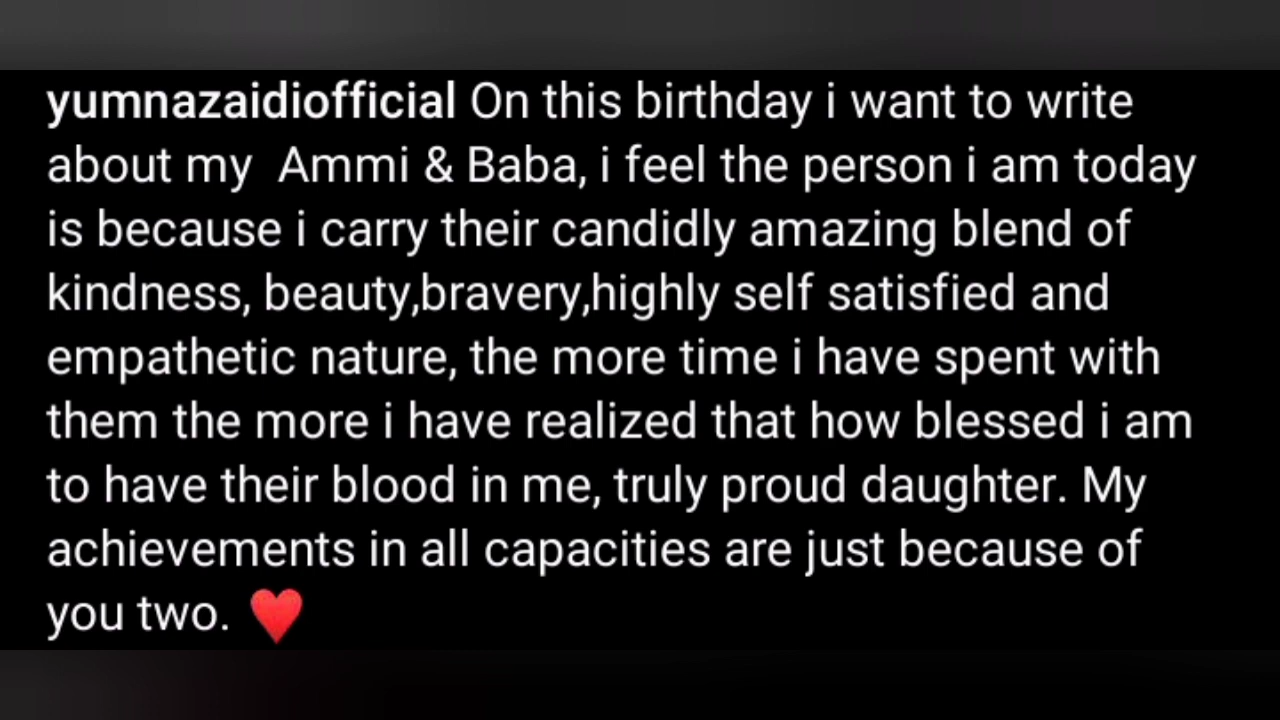 yumnazaidiofficial On this birthday i want to write
about my  Ammi & Baba, i feel the person i am today
is because i carry their candidly amazing blend of
kindness, beauty,bravery,highly self satisfied and
empathetic nature, the more time i have spent with
them the more i have realized that how blessed i am
to have their blood in me, truly proud daughter. My
achievements in all capacities are just because of
you two. ♥️